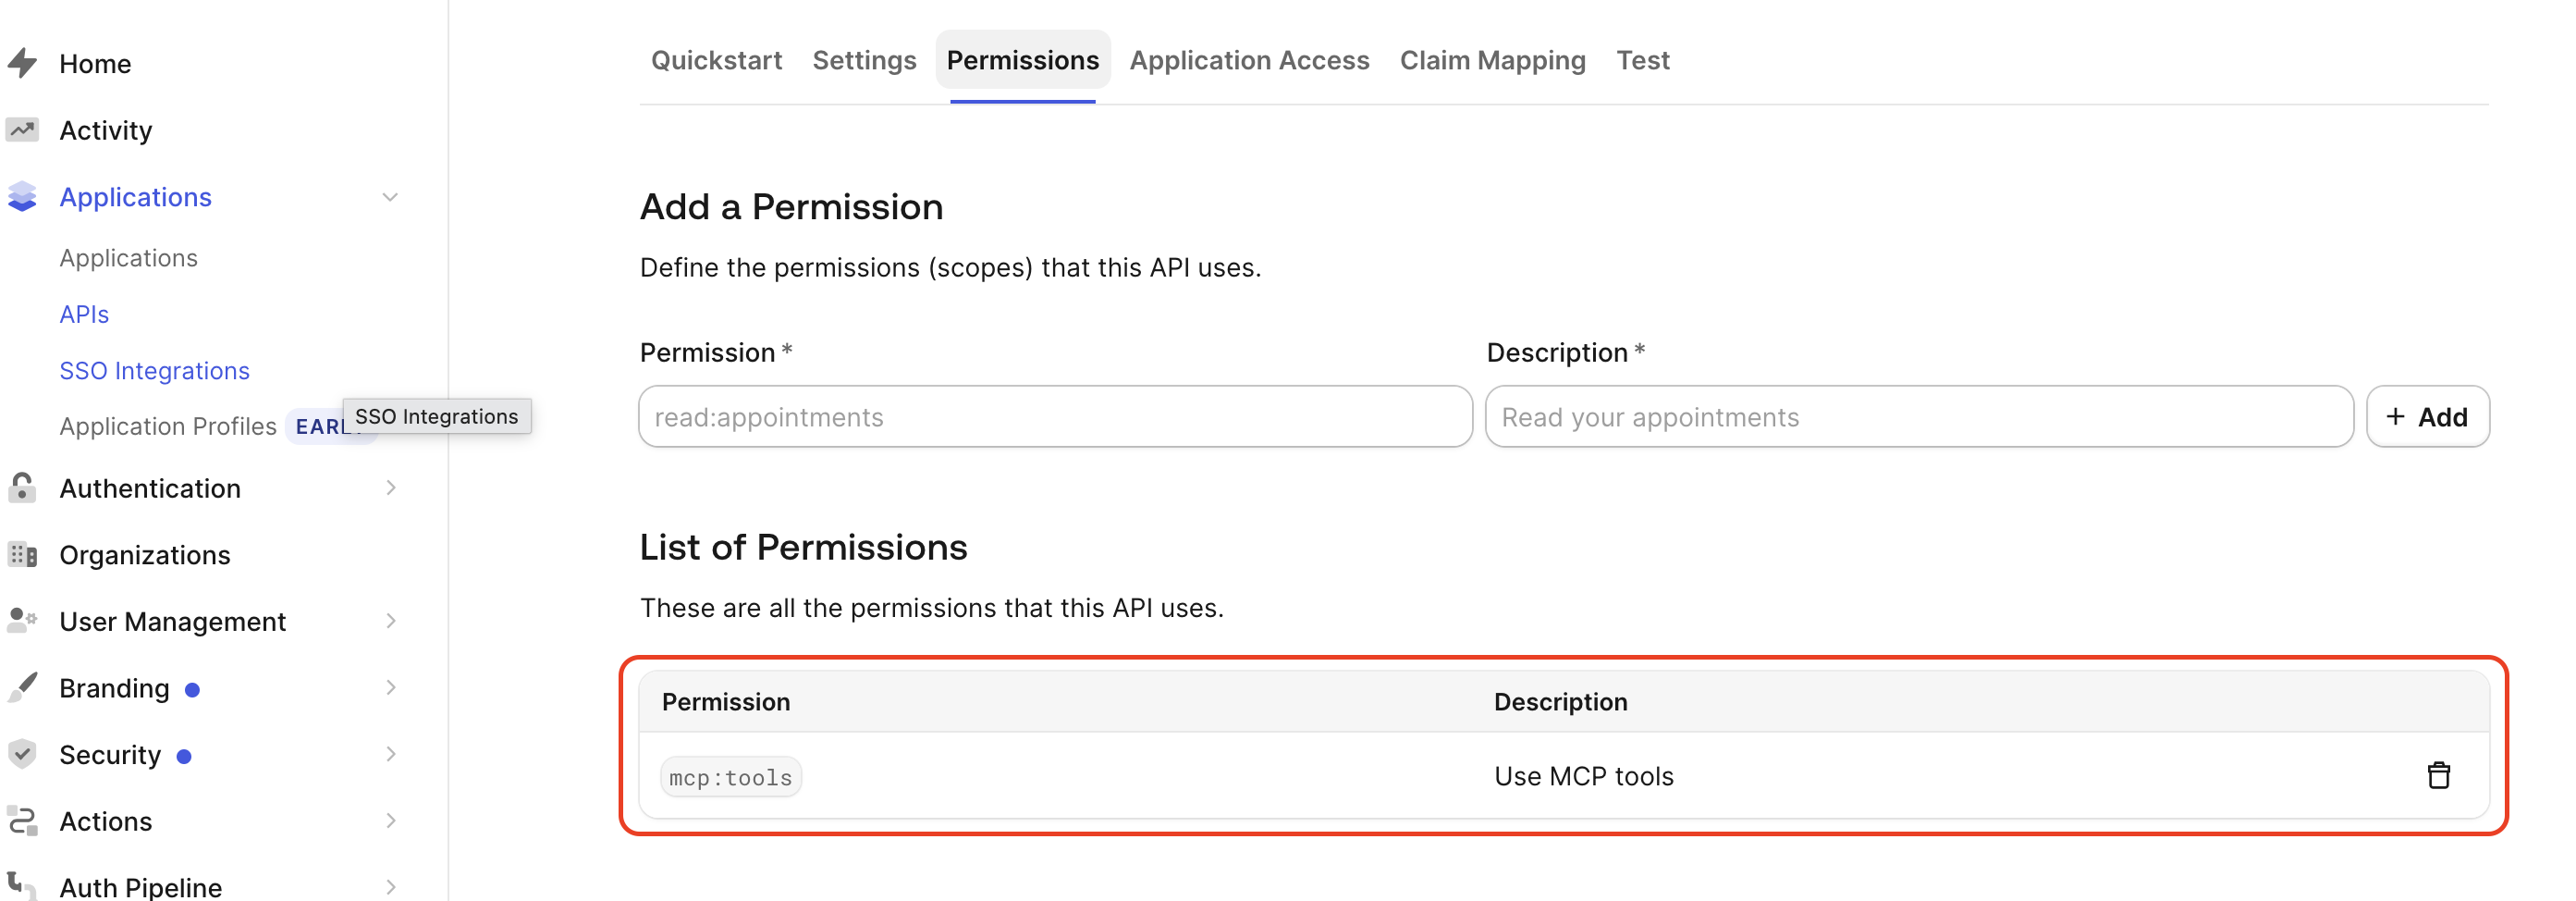 Home
Activity
Applications
Applications
APIs
SSO Integrations
Application Profiles
SSO Integrations
Authentication
Organizations
User Management
Branding
Security
Actions
Auth Pipeline
Quickstart Settings Permissions Application Access Claim Mapping Test
Add a Permission
Define the permissions (scopes) that this API uses.
Permission * Description *
read:appointments Read your appointments + Add
List of Permissions
These are all the permissions that this API uses.
Permission Description
mcp:tools Use MCP tools